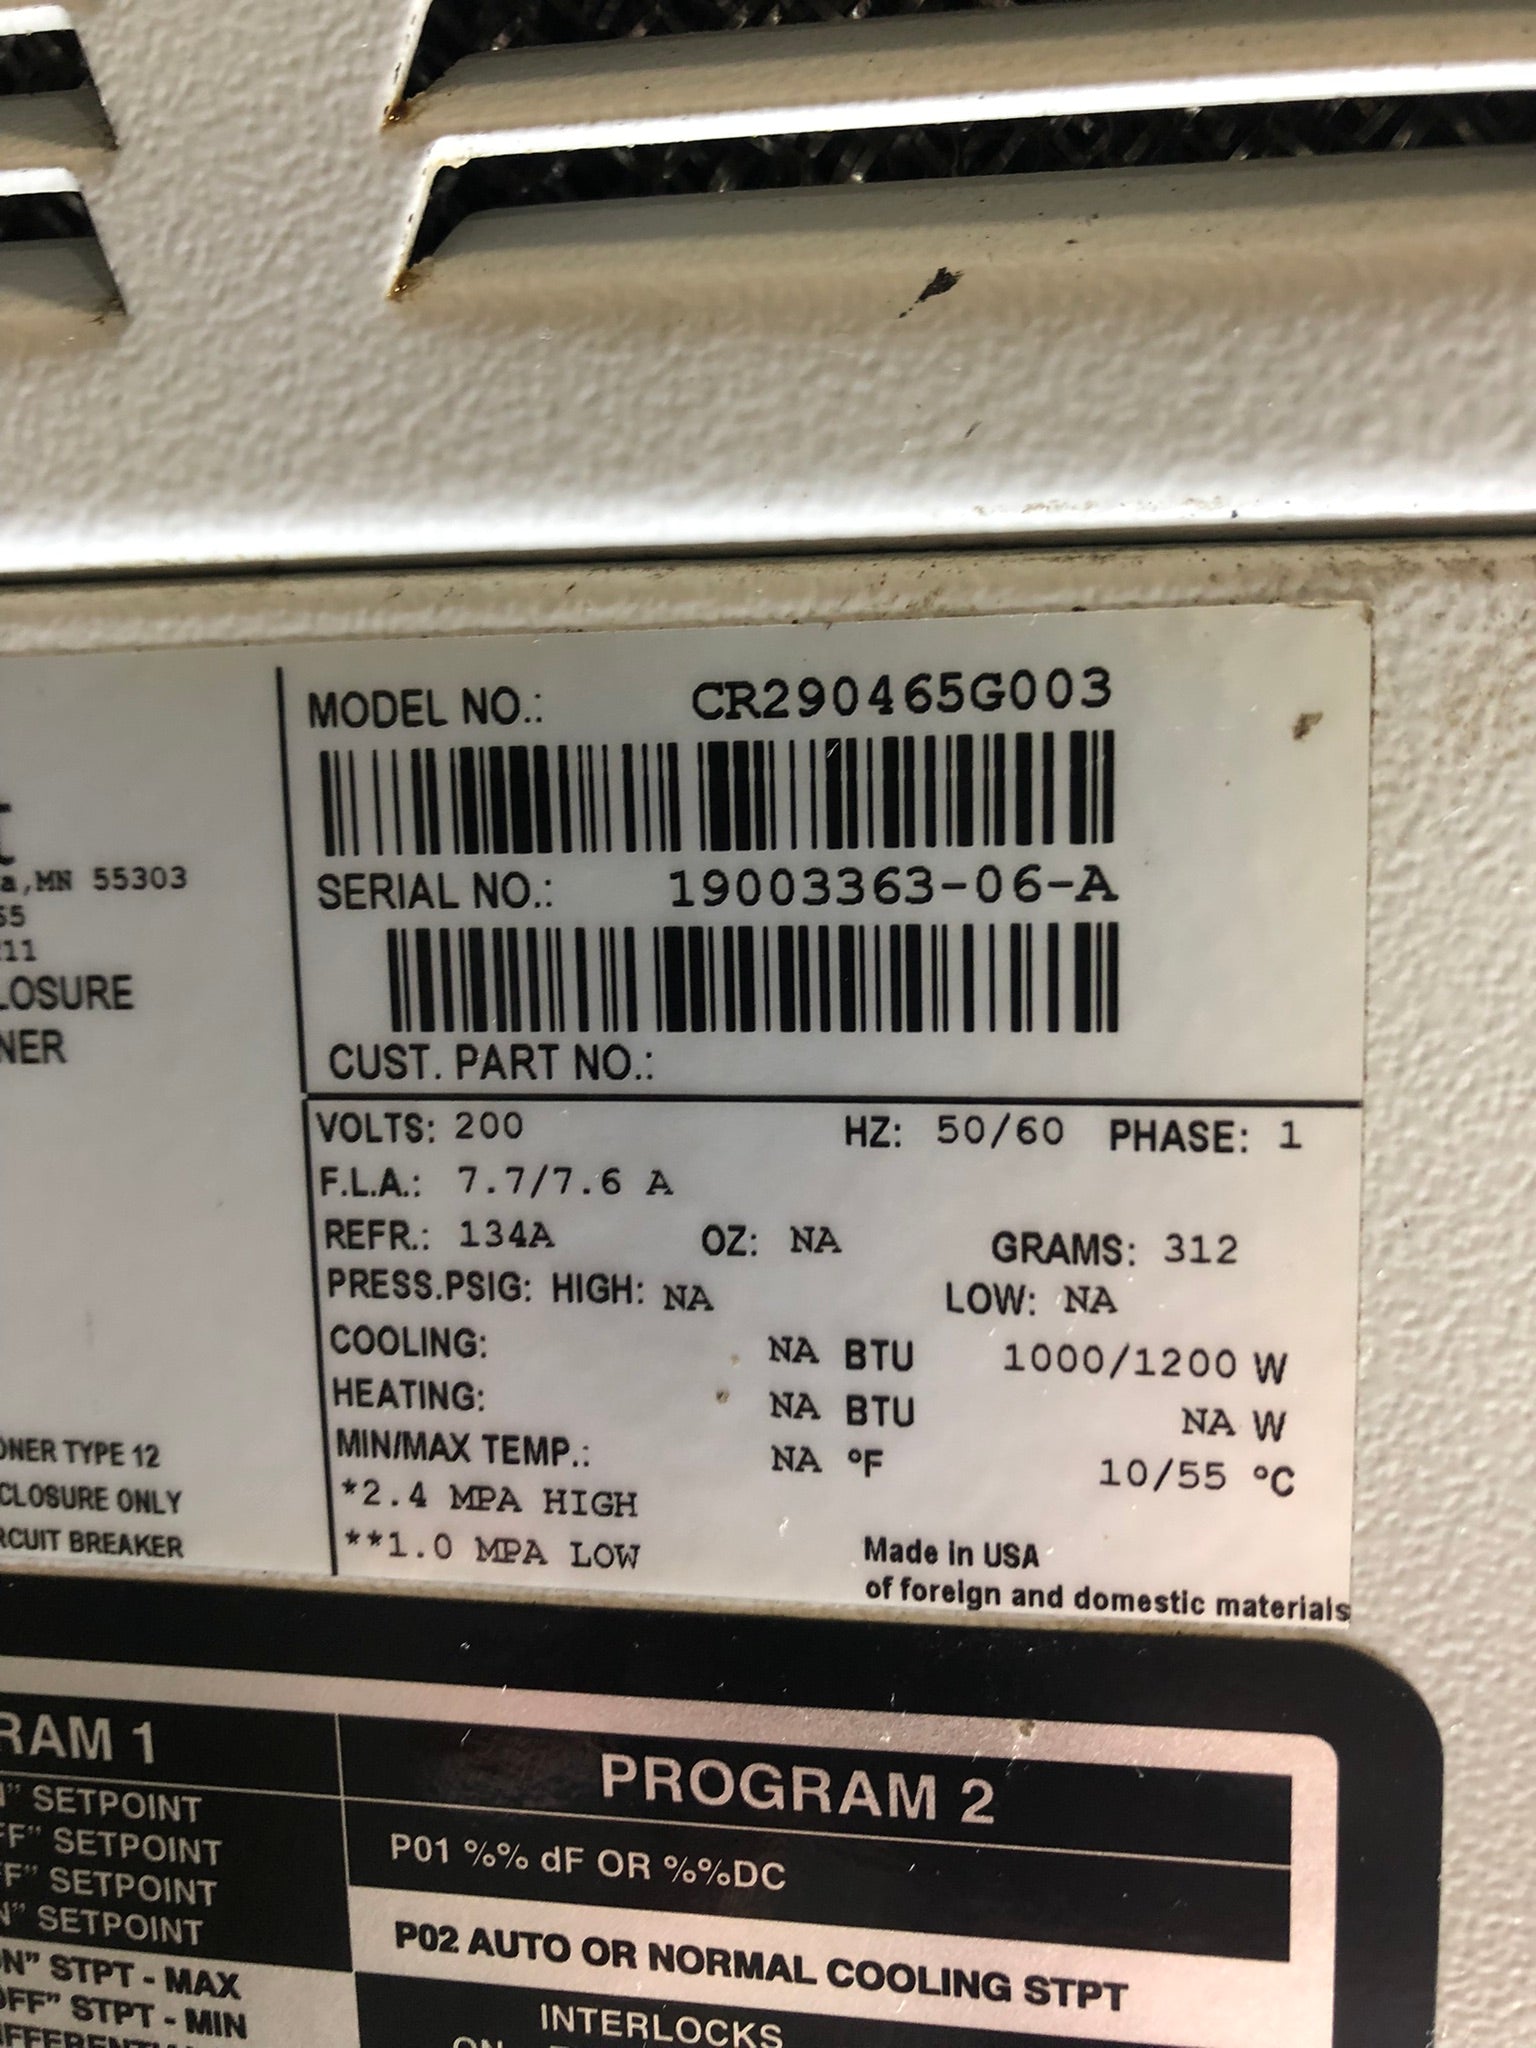 a,MN 55303
11
LOSURE
NER
ONER TYPE 12
CLOSURE ONLY
RCUIT BREAKER
MODEL NO.: CR290465G003
SERIAL NO.: 19003363-06-A
CUST. PART NO.:
VOLTS: 200 HZ: 50/60 PHASE: 1
F.L.A.: 7.7/7.6 A
REFR.: 134A OZ: NA GRAMS: 312
PRESS.PSIG: HIGH: NA LOW: NA
COOLING: NA BTU 1000/1200 W
HEATING: NA BTU NA W
MIN/MAX TEMP.: NA °F 10/55 °C
*2.4 MPA HIGH
**1.0 MPA LOW
Made in USA
of foreign and domestic materials
RAM 1
N" SETPOINT
FF" SETPOINT
F" SETPOINT
N" SETPOINT
ON" STPT - MAX
OFF" STPT - MIN
PROGRAM 2
P01 %% dF OR %%DC
P02 AUTO OR NORMAL COOLING STPT
INTERLOCKS